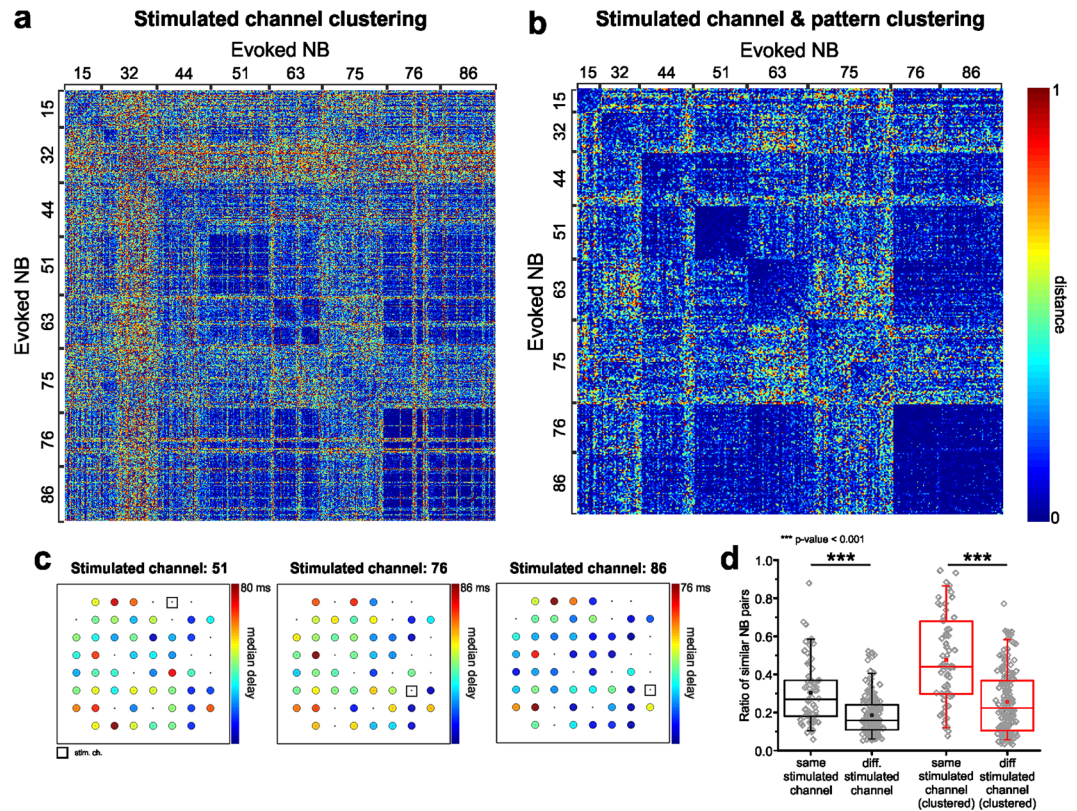 a
Stimulated channel clustering
Evoked NB
15 32 44 51 63 75 76 86
Evoked NB
15
32
44
51
63
75
76
86
b
Stimulated channel & pattern clustering
Evoked NB
15 32 44 51 63 75 76 86
Evoked NB
15
32
44
51
63
75
76
86
1
distance
0
c
Stimulated channel: 51
80 ms
median delay
0
stim. ch.
Stimulated channel: 76
86 ms
median delay
0
Stimulated channel: 86
76 ms
median delay
0
d
*** p-value < 0.001
*** ***
Ratio of similar NB pairs
1.0
0.8
0.6
0.4
0.2
0.0
same stimulated channel
diff. stimulated channel
same stimulated channel (clustered)
diff stimulated channel (clustered)